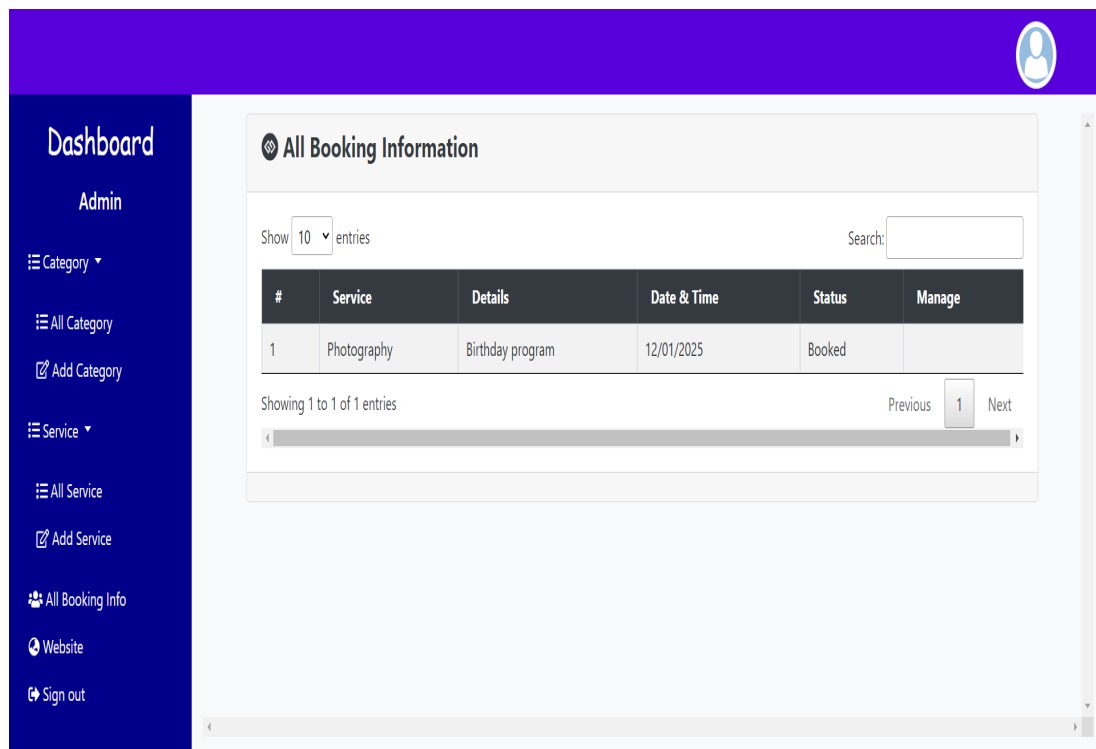 Dashboard
Admin
Category
All Category
Add Category
Service
All Service
Add Service
All Booking Info
Website
Sign out
All Booking Information
Show 10 entries Search:
# Service Details Date & Time Status Manage
1 Photography Birthday program 12/01/2025 Booked
Showing 1 to 1 of 1 entries Previous 1 Next